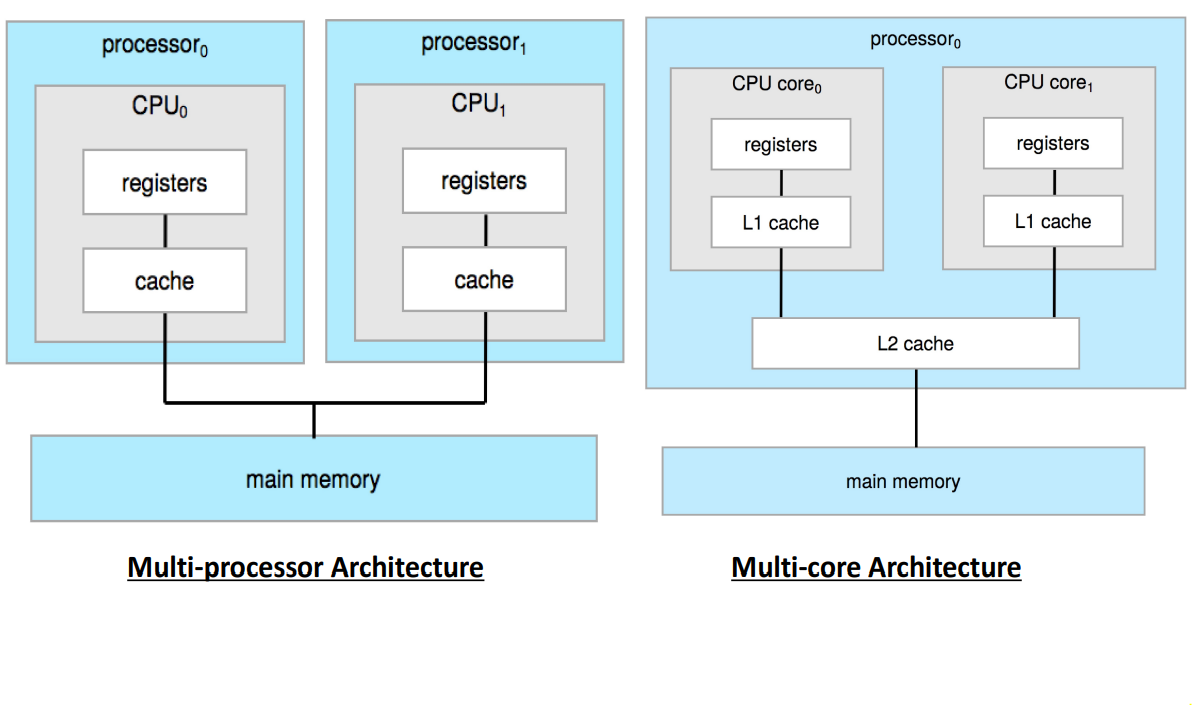 processor₀
CPU₀
registers
cache
processor₁
CPU₁
registers
cache
main memory
Multi-processor Architecture
processor₀
CPU core₀
registers
L1 cache
CPU core₁
registers
L1 cache
L2 cache
main memory
Multi-core Architecture